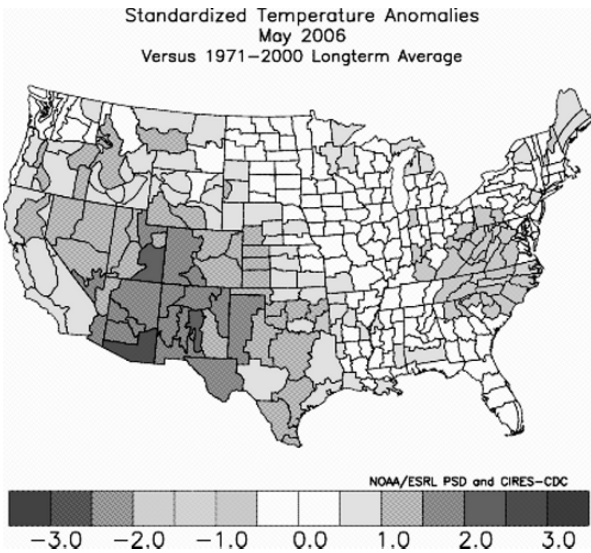 Standardized Temperature Anomalies
May 2006
Versus 1971−2000 Longterm Average
NOAA/ESRL PSD and CIRES−CDC
−3.0 −2.0 −1.0 0.0 1.0 2.0 3.0